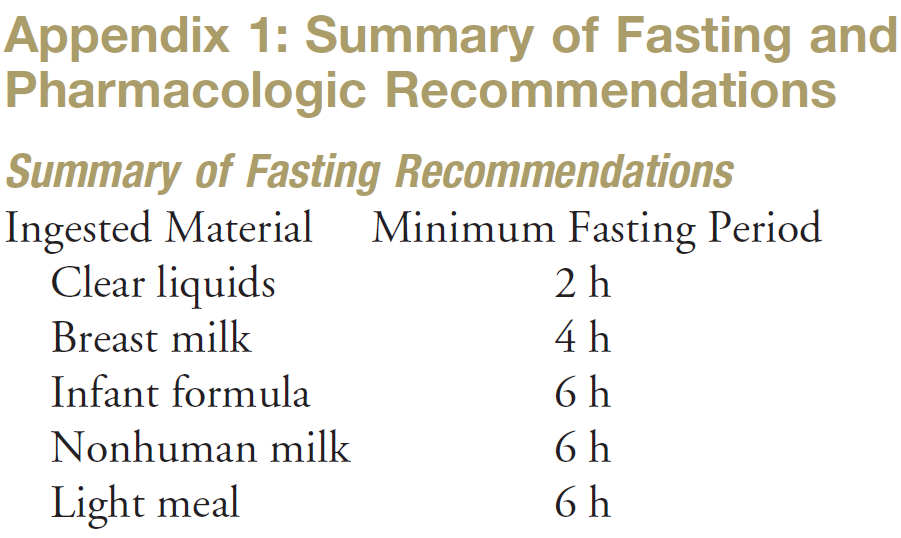 Appendix 1: Summary of Fasting and
Pharmacologic Recommendations
Summary of Fasting Recommendations
Ingested Material Minimum Fasting Period
Clear liquids 2 h
Breast milk 4 h
Infant formula 6 h
Nonhuman milk 6 h
Light meal 6 h